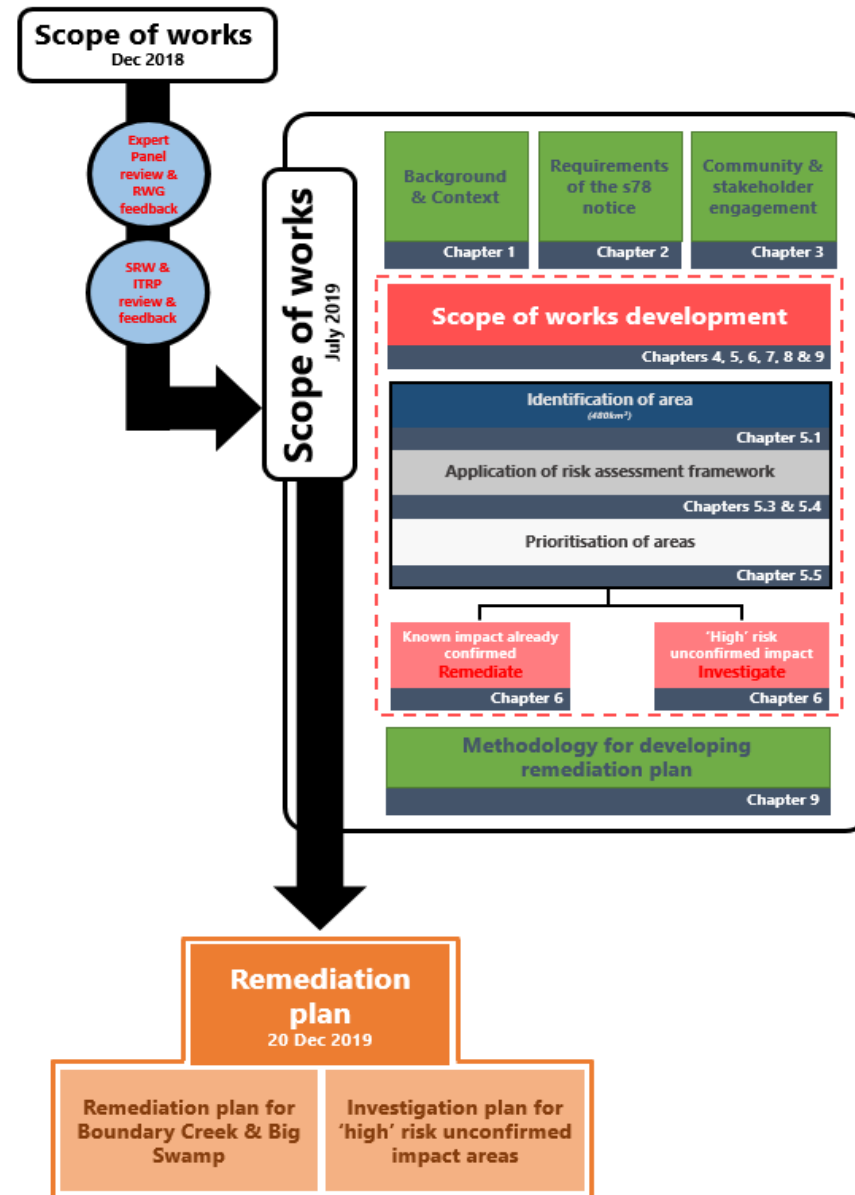 Scope of works
Dec 2018
Expert
Panel
review &
RWG
feedback
SRW &
ITRP
review &
feedback
Scope of works
July 2019
Background
& Context
Chapter 1
Requirements
of the s78
notice
Chapter 2
Community &
stakeholder
engagement
Chapter 3
Scope of works development
Chapters 4, 5, 6, 7, 8 & 9
Identification of area
(480km²)
Chapter 5.1
Application of risk assessment framework
Chapters 5.3 & 5.4
Prioritisation of areas
Chapter 5.5
Known impact already
confirmed
Remediate
Chapter 6
‘High’ risk
unconfirmed impact
Investigate
Chapter 6
Methodology for developing
remediation plan
Chapter 9
Remediation
plan
20 Dec 2019
Remediation plan for
Boundary Creek & Big
Swamp
Investigation plan for
‘high’ risk unconfirmed
impact areas